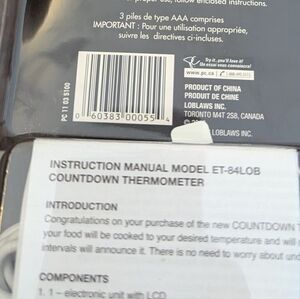 or proper use, follow enclosed instructions.
3 piles de type AAA comprises
IMPORTANT : Pour une utilisation appropriée,
suivre les directives ci-incluses.
PC 11 03 5100
0 60383 00055 4
Try it, you'll love it!
Un essai vous convaincra!
www.pc.ca
PRODUCT OF CHINA
PRODUIT DE CHINE
LOBLAWS INC.
TORONTO M4T 2S8, CANADA
LOBLAWS INC.
INSTRUCTION MANUAL MODEL ET-84LOB
COUNTDOWN THERMOMETER
INTRODUCTION
Congratulations on your purchase of the new COUNTDOWN T
your food will be cooked to your desired temperature and will
intervals will announce it. There is no need to worry about und
COMPONENTS
1. 1 – electronic unit with LCD